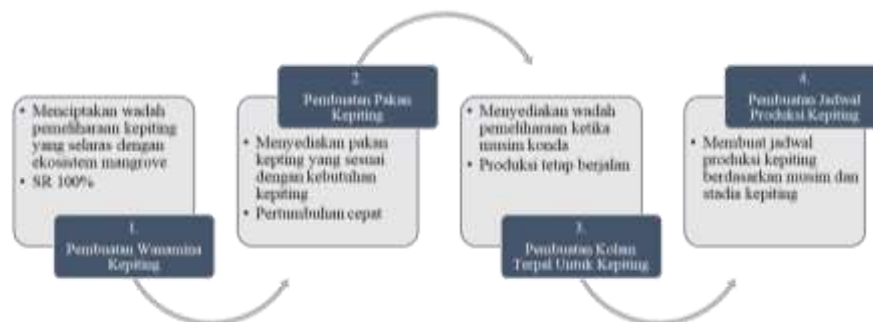 • Menciptakan wadah
pemeliharaan kepiting
yang selaras dengan
ekosistem mangrove
• SR 100%
1.
Pembuatan Wanamina
Kepiting
2.
Pembuatan Pakan
Kepiting
• Menyediakan pakan
kepting yang sesuai
dengan kebutuhan
kepiting
• Pertumbuhan cepat
• Menyediakan wadah
pemeliharaan ketika
musim konda
• Produksi tetap berjalan
3.
Pembuatan Kolam
Terpal Untuk Kepiting
4.
Pembuatan Jadwal
Produksi Kepiting
• Membuat jadwal
produksi kepiting
berdasarkan musim dan
stadia kepiting